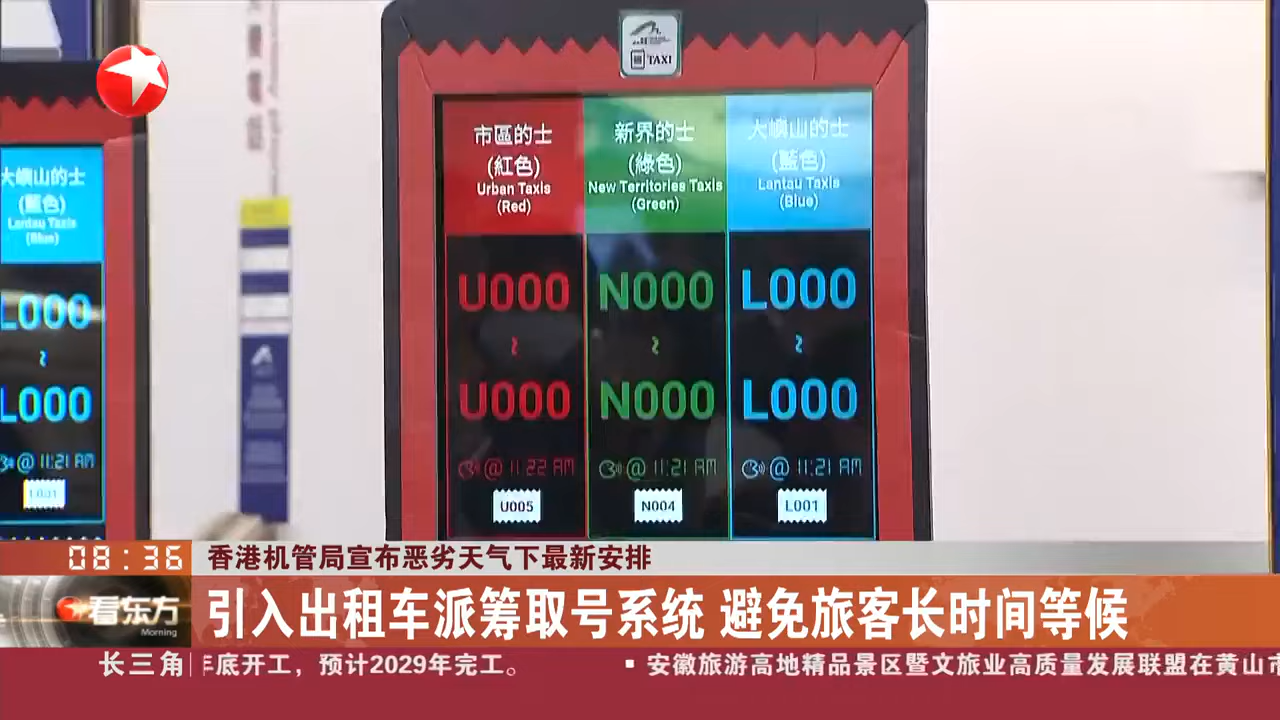 TAXI
市區的士
(紅色)
Urban Taxis
(Red)
新界的士
(綠色)
New Territories Taxis
(Green)
大嶼山的士
(藍色)
Lantau Taxis
(Blue)
U000
~
U000
@ 11:22 AM
U005
N000
~
N000
@ 11:21 AM
N004
L000
~
L000
@ 11:21 AM
L001
大嶼山的士
(藍色)
Lantau Taxis
(Blue)
L000
~
L000
@ 11:21 AM
L001
08:36
香港机管局宣布恶劣天气下最新安排
看东方
Morning
引入出租车派筹取号系统 避免旅客长时间等候
长三角
年底开工，预计2029年完工。
▪ 安徽旅游高地精品景区暨文旅业高质量发展联盟在黄山市